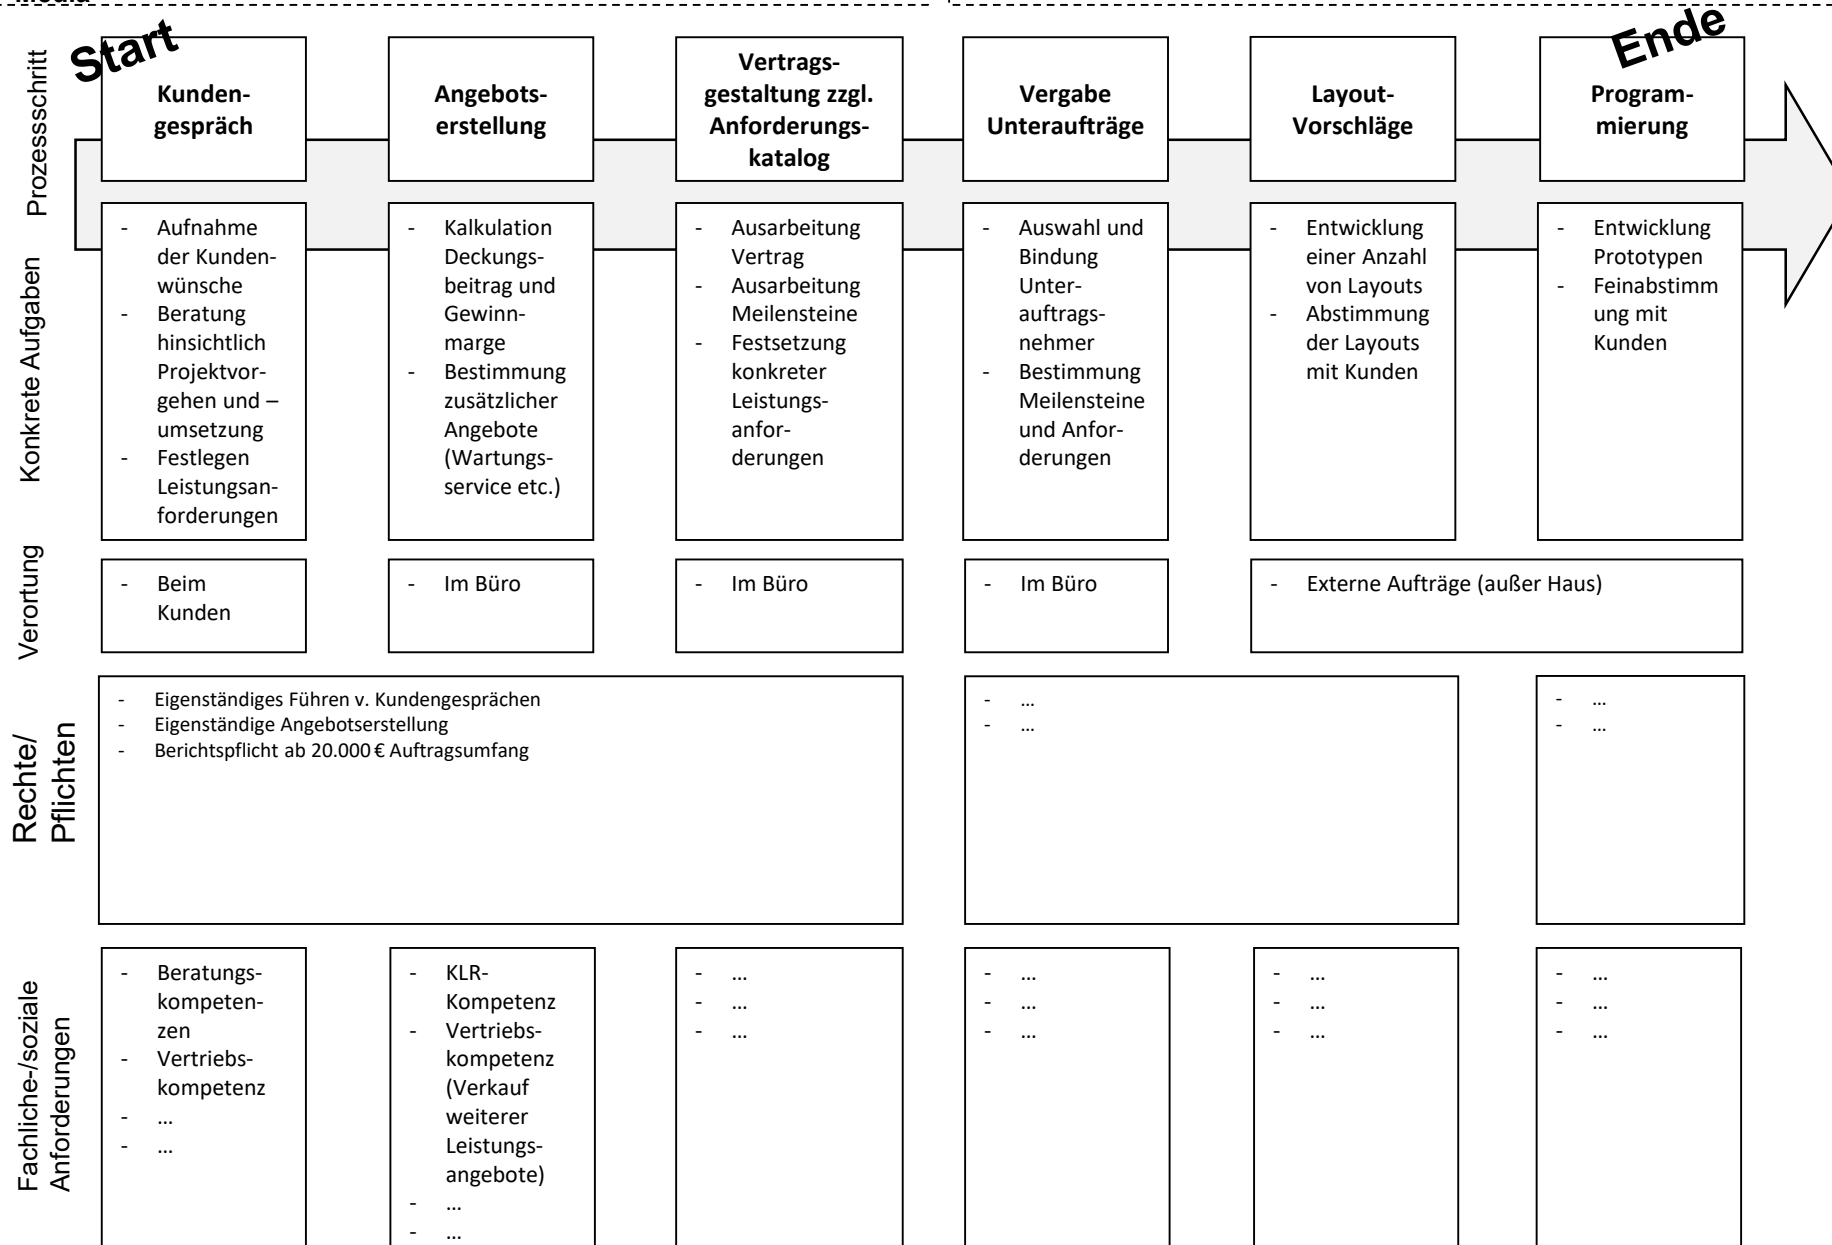 Media
Start
Ende
Prozessschritt
Kunden-
gespräch
Angebots-
erstellung
Vertrags-
gestaltung zzgl.
Anforderungs-
katalog
Vergabe
Unteraufträge
Layout-
Vorschläge
Program-
mierung
Konkrete Aufgaben
- Aufnahme
der Kunden-
wünsche
- Beratung
hinsichtlich
Projektvor-
gehen und –
umsetzung
- Festlegen
Leistungsan-
forderungen
- Kalkulation
Deckungs-
beitrag und
Gewinn-
marge
- Bestimmung
zusätzlicher
Angebote
(Wartungs-
service etc.)
- Ausarbeitung
Vertrag
- Ausarbeitung
Meilensteine
- Festsetzung
konkreter
Leistungs-
anfor-
derungen
- Auswahl und
Bindung
Unter-
auftrags-
nehmer
- Bestimmung
Meilensteine
und Anfor-
derungen
- Entwicklung
einer Anzahl
von Layouts
- Abstimmung
der Layouts
mit Kunden
- Entwicklung
Prototypen
- Feinabstimm
ung mit
Kunden
Verortung
- Beim
Kunden
- Im Büro
- Im Büro
- Im Büro
- Externe Aufträge (außer Haus)
Rechte/
Pflichten
- Eigenständiges Führen v. Kundengesprächen
- Eigenständige Angebotserstellung
- Berichtspflicht ab 20.000 € Auftragsumfang
- ...
- ...
- ...
- ...
Fachliche-/soziale
Anforderungen
- Beratungs-
kompeten-
zen
- Vertriebs-
kompetenz
- ...
- ...
- KLR-
Kompetenz
- Vertriebs-
kompetenz
(Verkauf
weiterer
Leistungs-
angebote)
- ...
- ...
- ...
- ...
- ...
- ...
- ...
- ...
- ...
- ...
- ...
- ...
- ...
- ...